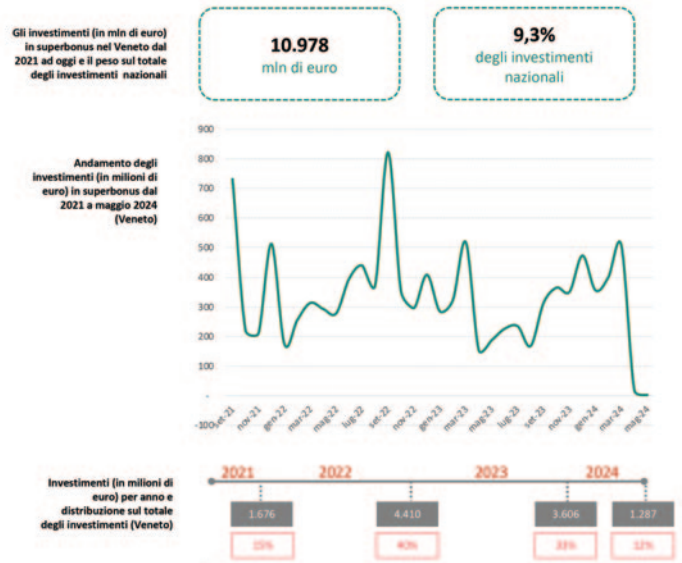 Gli investimenti (in mln di euro)
in superbonus nel Veneto dal
2021 ad oggi e il peso sul totale
degli investimenti nazionali
10.978
mln di euro
9,3%
degli investimenti
nazionali
Andamento degli
investimenti (in milioni di
euro) in superbonus dal
2021 a maggio 2024
(Veneto)
900
800
700
600
500
400
300
200
100
-
-100
set-21
nov-21
gen-22
mar-22
mag-22
lug-22
set-22
nov-22
gen-23
mar-23
mag-23
lug-23
set-23
nov-23
gen-24
mar-24
mag-24
Investimenti (in milioni di
euro) per anno e
distribuzione sul totale
degli investimenti (Veneto)
2021 2022 2023 2024
1.676 4.410 3.606 1.287
15% 40% 33% 12%